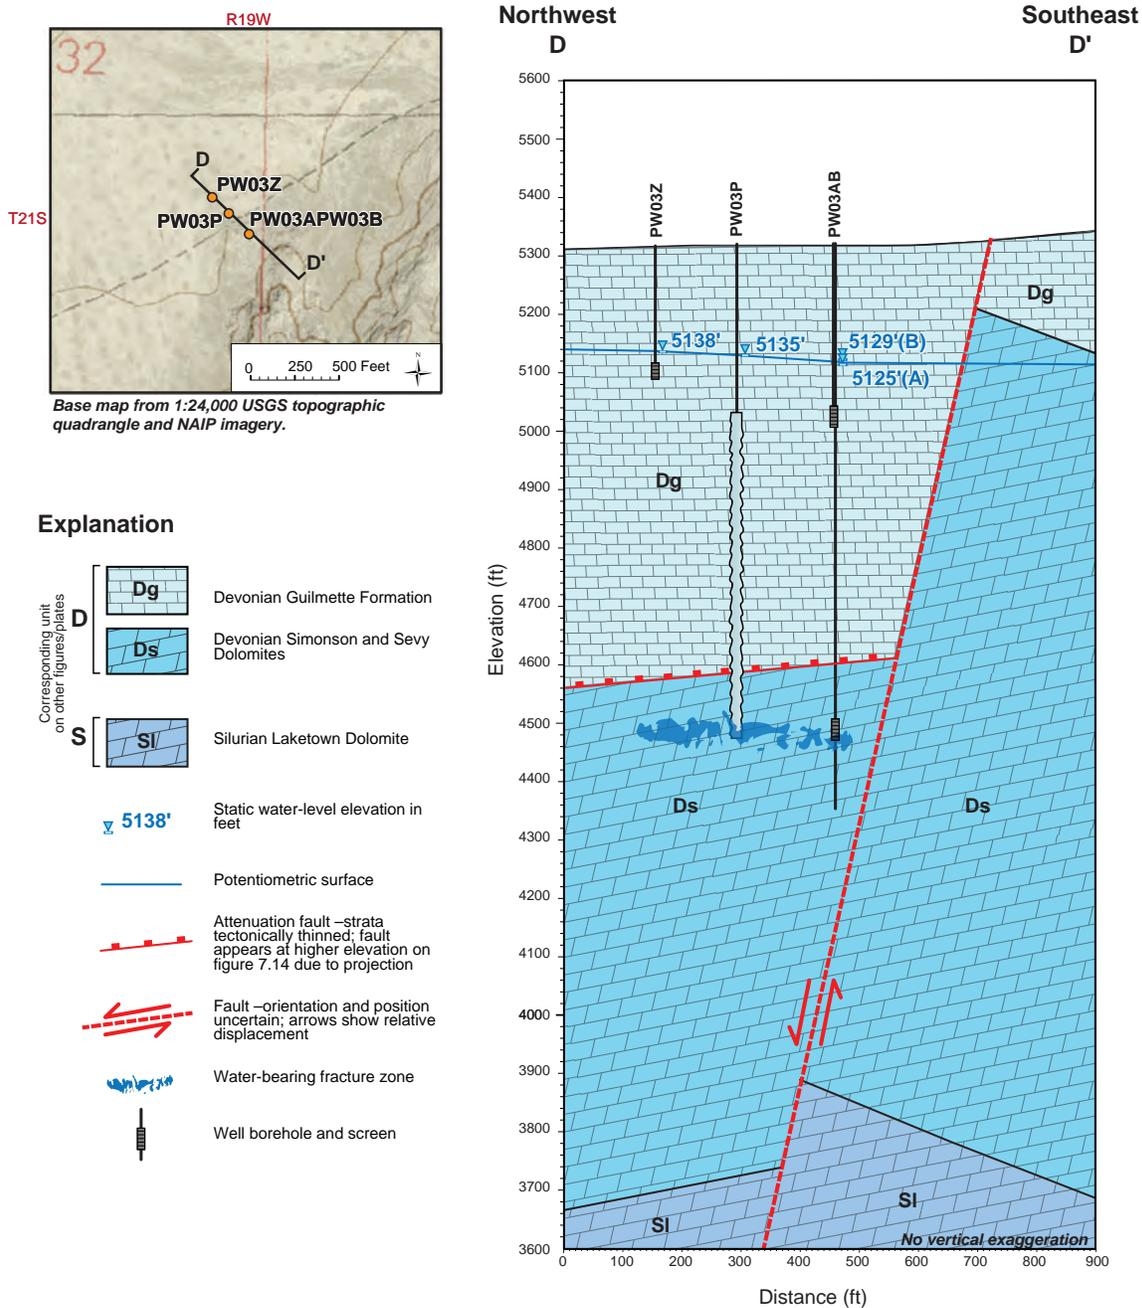 R19W
32
T21S
D
PW03Z
PW03P
PW03APW03B
D'
N
0 250 500 Feet
Base map from 1:24,000 USGS topographic
quadrangle and NAIP imagery.
Explanation
Corresponding unit
on other figures/plates
D
Dg
Devonian Guilmette Formation
Ds
Devonian Simonson and Sevy
Dolomites
S
Sl
Silurian Laketown Dolomite
5138'
Static water-level elevation in
feet
Potentiometric surface
Attenuation fault –strata
tectonically thinned; fault
appears at higher elevation on
figure 7.14 due to projection
Fault –orientation and position
uncertain; arrows show relative
displacement
Water-bearing fracture zone
Well borehole and screen
Northwest
D
Southeast
D'
5600
5500
5400
5300
5200
5100
5000
4900
4800
4700
4600
4500
4400
4300
4200
4100
4000
3900
3800
3700
3600
Elevation (ft)
PW03Z
PW03P
PW03AB
Dg
5138'
5135'
5129'(B)
5125'(A)
Dg
Ds
Ds
Sl
Sl
No vertical exaggeration
0 100 200 300 400 500 600 700 800 900
Distance (ft)